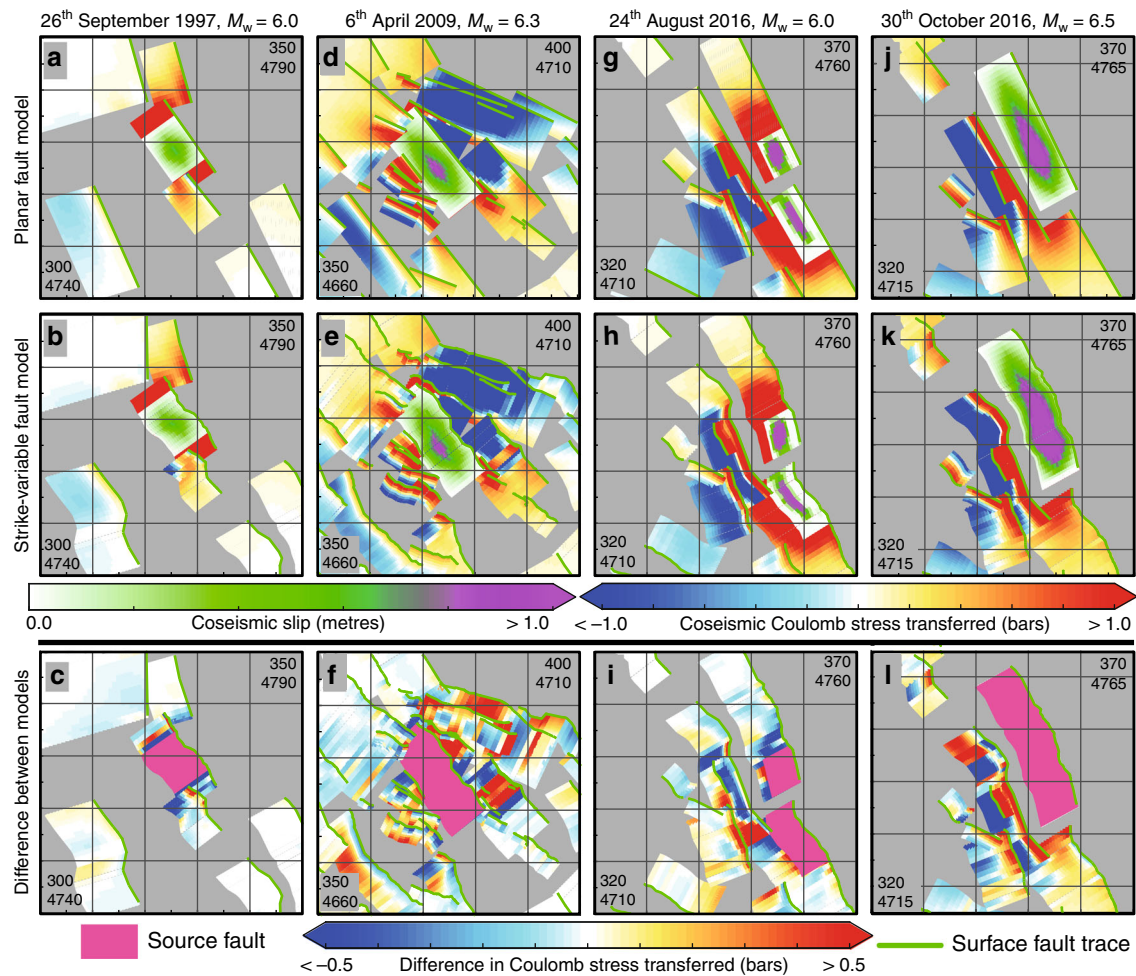 26th September 1997, Mw = 6.0
6th April 2009, Mw = 6.3
24th August 2016, Mw = 6.0
30th October 2016, Mw = 6.5
Planar fault model
a
350
4790
300
4740
d
400
4710
350
4660
g
370
4760
320
4710
j
370
4765
320
4715
Strike-variable fault model
b
350
4790
300
4740
e
400
4710
350
4660
h
370
4760
320
4710
k
370
4765
320
4715
0.0 Coseismic slip (metres) > 1.0
< −1.0 Coseismic Coulomb stress transferred (bars) > 1.0
Difference between models
c
350
4790
300
4740
f
400
4710
350
4660
i
370
4760
320
4710
l
370
4765
320
4715
Source fault
< −0.5 Difference in Coulomb stress transferred (bars) > 0.5
Surface fault trace